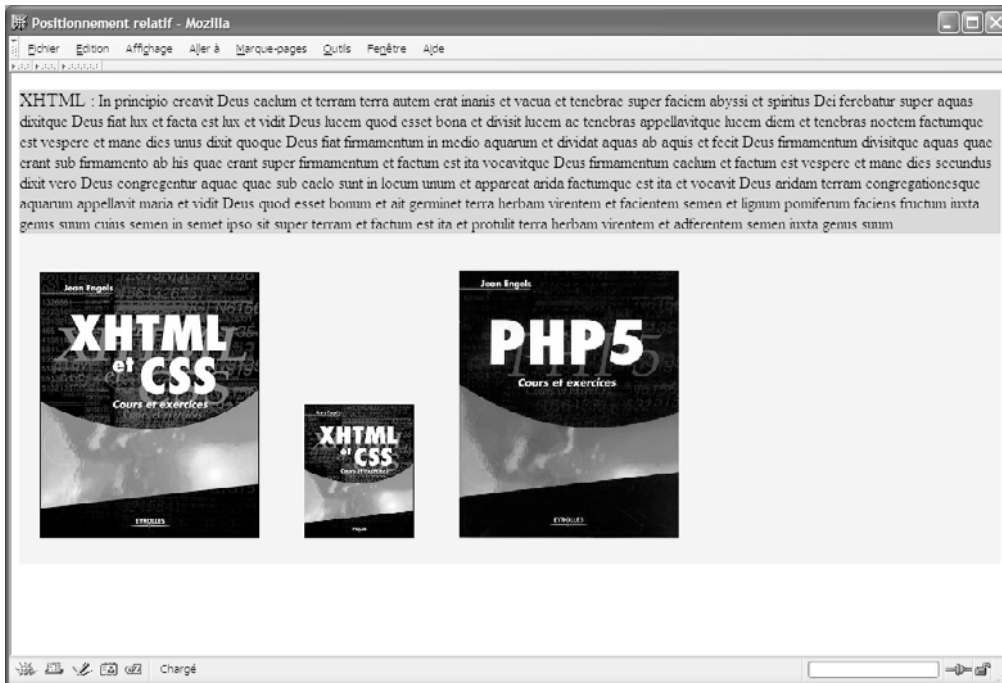 Positionnement relatif - Mozilla
Fichier Edition Affichage Aller à Marque-pages Outils Fenêtre Aide
XHTML : In principio creavit Deus caelum et terram terra autem erat inanis et vacua et tenebrae super faciem abyssi et spiritus Dei ferebatur super aquas
dixitque Deus fiat lux et facta est lux et vidit Deus lucem quod esset bona et divisit lucem ac tenebras appellavitque lucem diem et tenebras noctem factumque
est vespere et mane dies unus dixit quoque Deus fiat firmamentum in medio aquarum et dividat aquas ab aquis et fecit Deus firmamentum divisitque aquas quae
erant sub firmamento ab his quae erant super firmamentum et factum est ita vocavitque Deus firmamentum caelum et factum est vespere et mane dies secundus
dixit vero Deus congregentur aquae quae sub caelo sunt in locum unum et appareat arida factumque est ita et vocavit Deus aridam terram congregationesque
aquarum appellavit maria et vidit Deus quod esset bonum et ait germinet terra herbam virentem et facientem semen et lignum pomiferum faciens fructum iuxta
genus suum cuius semen in semet ipso sit super terram et factum est ita et protulit terra herbam virentem et adferentem semen iuxta genus suum
Jean Engels
XHTML
et CSS
Cours et exercices
EYROLLES
Jean Engels
XHTML
et CSS
Cours et exercices
Jean Engels
PHP5
Cours et exercices
EYROLLES
Chargé